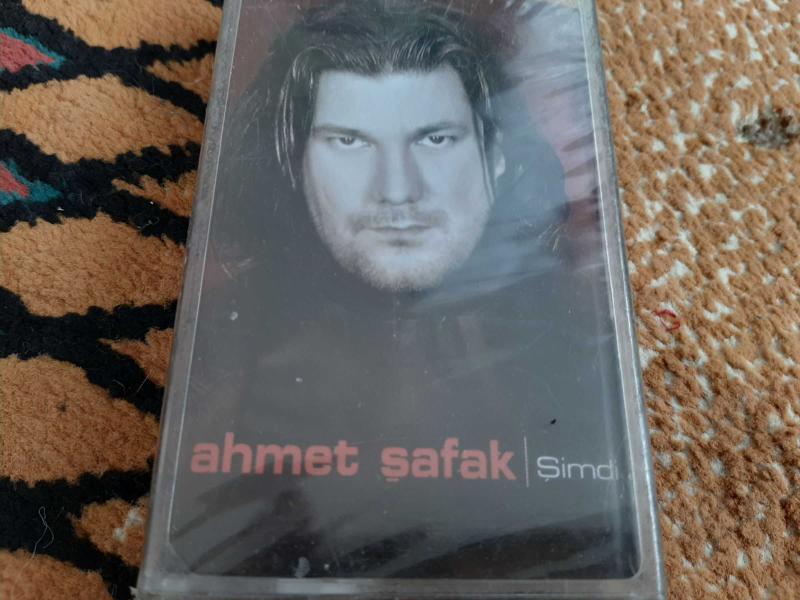 ahmet şafak | Şimdi